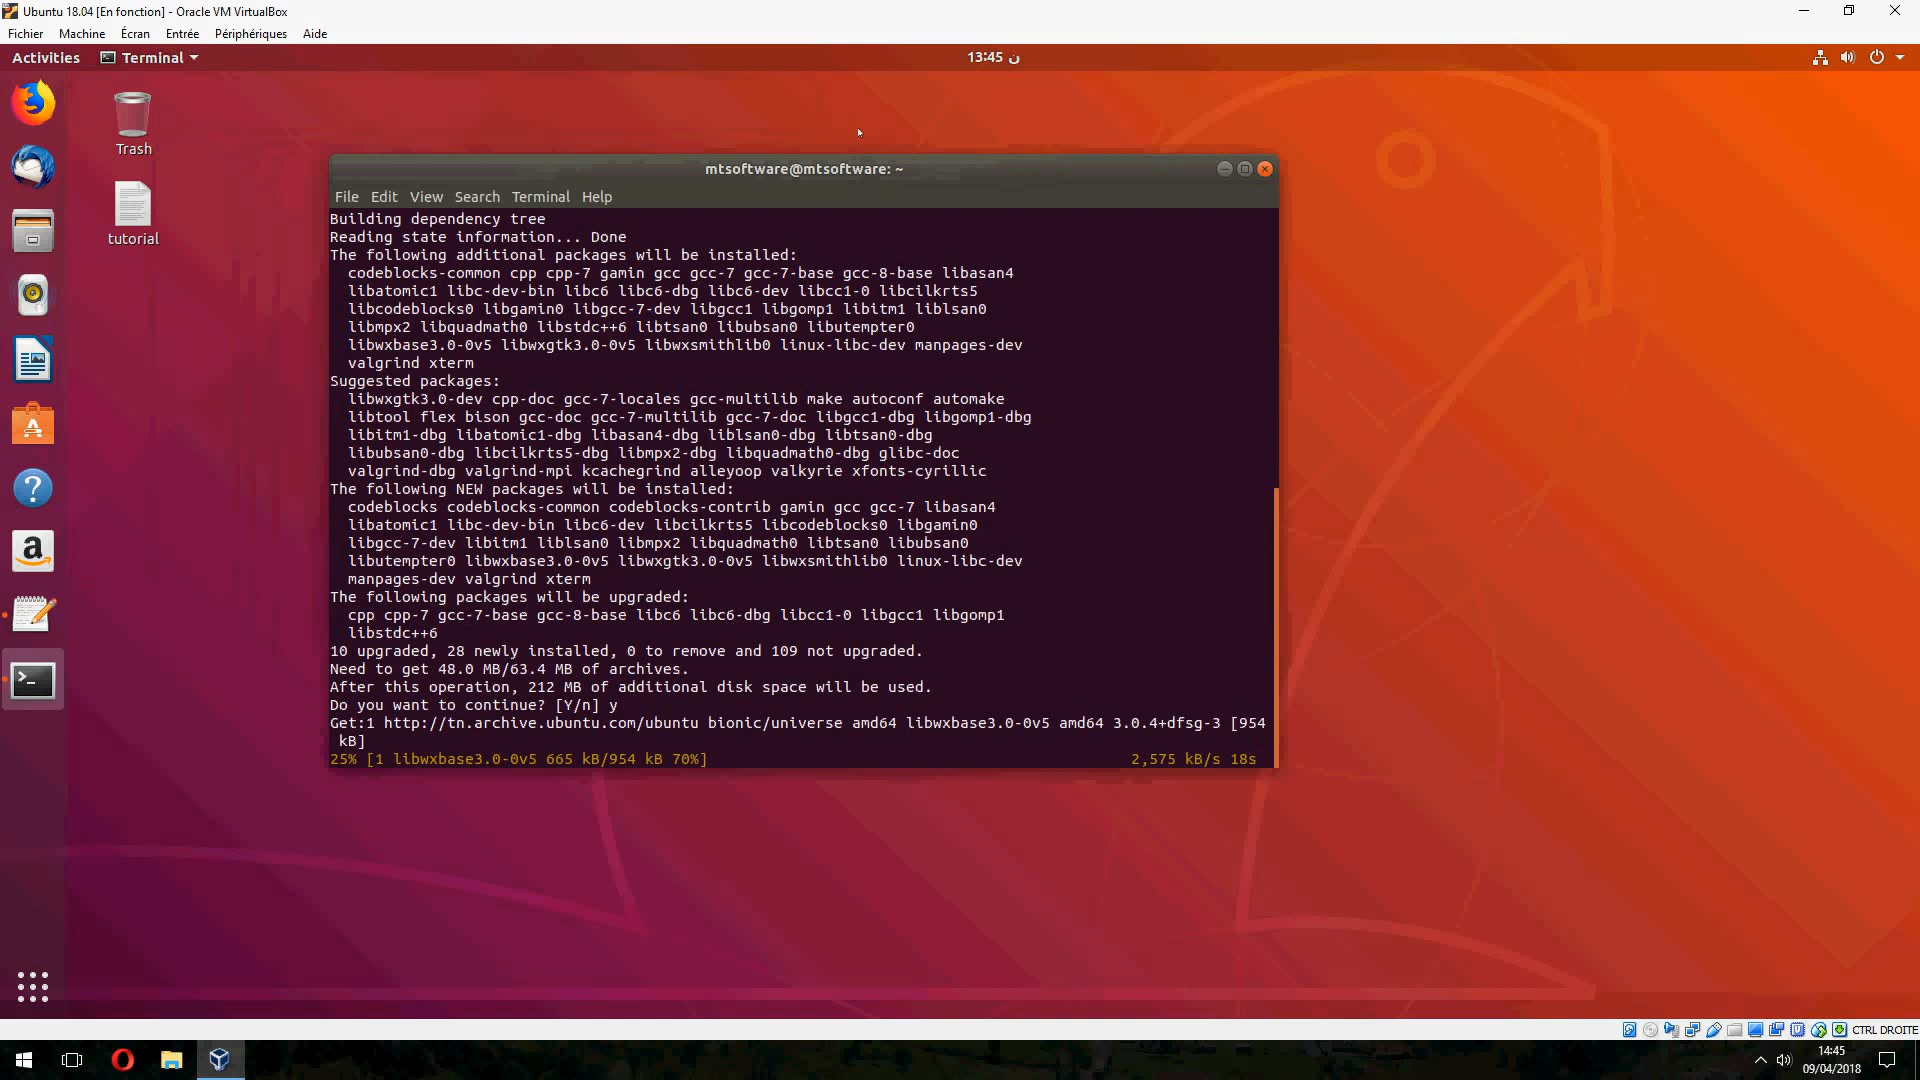 Ubuntu 18.04 [En fonction] - Oracle VM VirtualBox
Fichier Machine Écran Entrée Périphériques Aide
Activities Terminal 13:45 ن
Trash
tutorial
mtsoftware@mtsoftware: ~
File Edit View Search Terminal Help
Building dependency tree
Reading state information... Done
The following additional packages will be installed:
codeblocks-common cpp cpp-7 gamin gcc gcc-7 gcc-7-base gcc-8-base libasan4
libatomic1 libc-dev-bin libc6 libc6-dbg libc6-dev libcc1-0 libcilkrts5
libcodeblocks0 libgamin0 libgcc-7-dev libgcc1 libgomp1 libitm1 liblsan0
libmpx2 libquadmath0 libstdc++6 libtsan0 libubsan0 libutempter0
libwxbase3.0-0v5 libwxgtk3.0-0v5 libwxsmithlib0 linux-libc-dev manpages-dev
valgrind xterm
Suggested packages:
libwxgtk3.0-dev cpp-doc gcc-7-locales gcc-multilib make autoconf automake
libtool flex bison gcc-doc gcc-7-multilib gcc-7-doc libgcc1-dbg libgomp1-dbg
libitm1-dbg libatomic1-dbg libasan4-dbg liblsan0-dbg libtsan0-dbg
libubsan0-dbg libcilkrts5-dbg libmpx2-dbg libquadmath0-dbg glibc-doc
valgrind-dbg valgrind-mpi kcachegrind alleyoop valkyrie xfonts-cyrillic
The following NEW packages will be installed:
codeblocks codeblocks-common codeblocks-contrib gamin gcc gcc-7 libasan4
libatomic1 libc-dev-bin libc6-dev libcilkrts5 libcodeblocks0 libgamin0
libgcc-7-dev libitm1 liblsan0 libmpx2 libquadmath0 libtsan0 libubsan0
libutempter0 libwxbase3.0-0v5 libwxgtk3.0-0v5 libwxsmithlib0 linux-libc-dev
manpages-dev valgrind xterm
The following packages will be upgraded:
cpp cpp-7 gcc-7-base gcc-8-base libc6 libc6-dbg libcc1-0 libgcc1 libgomp1
libstdc++6
10 upgraded, 28 newly installed, 0 to remove and 109 not upgraded.
Need to get 48.0 MB/63.4 MB of archives.
After this operation, 212 MB of additional disk space will be used.
Do you want to continue? [Y/n] y
Get:1 http://tn.archive.ubuntu.com/ubuntu bionic/universe amd64 libwxbase3.0-0v5 amd64 3.0.4+dfsg-3 [954
kB]
25% [1 libwxbase3.0-0v5 665 kB/954 kB 70%] 2,575 kB/s 18s
CTRL DROITE
14:45
09/04/2018